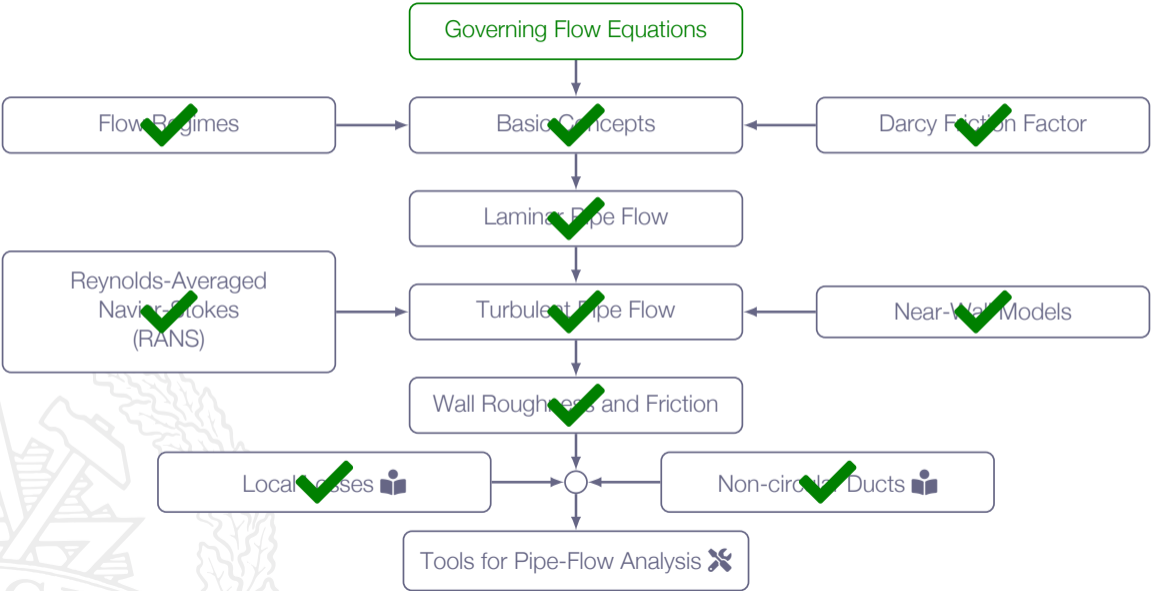 Governing Flow Equations
Flow Regimes
Basic Concepts
Darcy Friction Factor
Laminar Pipe Flow
Reynolds-Averaged
Navier-Stokes
(RANS)
Turbulent Pipe Flow
Near-Wall Models
Wall Roughness and Friction
Local Losses
Non-circular Ducts
Tools for Pipe-Flow Analysis